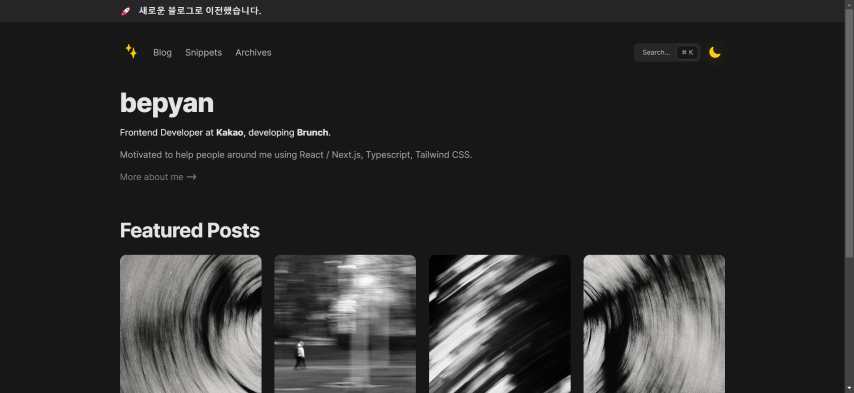 🚀 새로운 블로그로 이전했습니다.
Blog Snippets Archives Search... ⌘ K
bepyan
Frontend Developer at Kakao, developing Brunch.
Motivated to help people around me using React / Next.js, Typescript, Tailwind CSS.
More about me →
Featured Posts